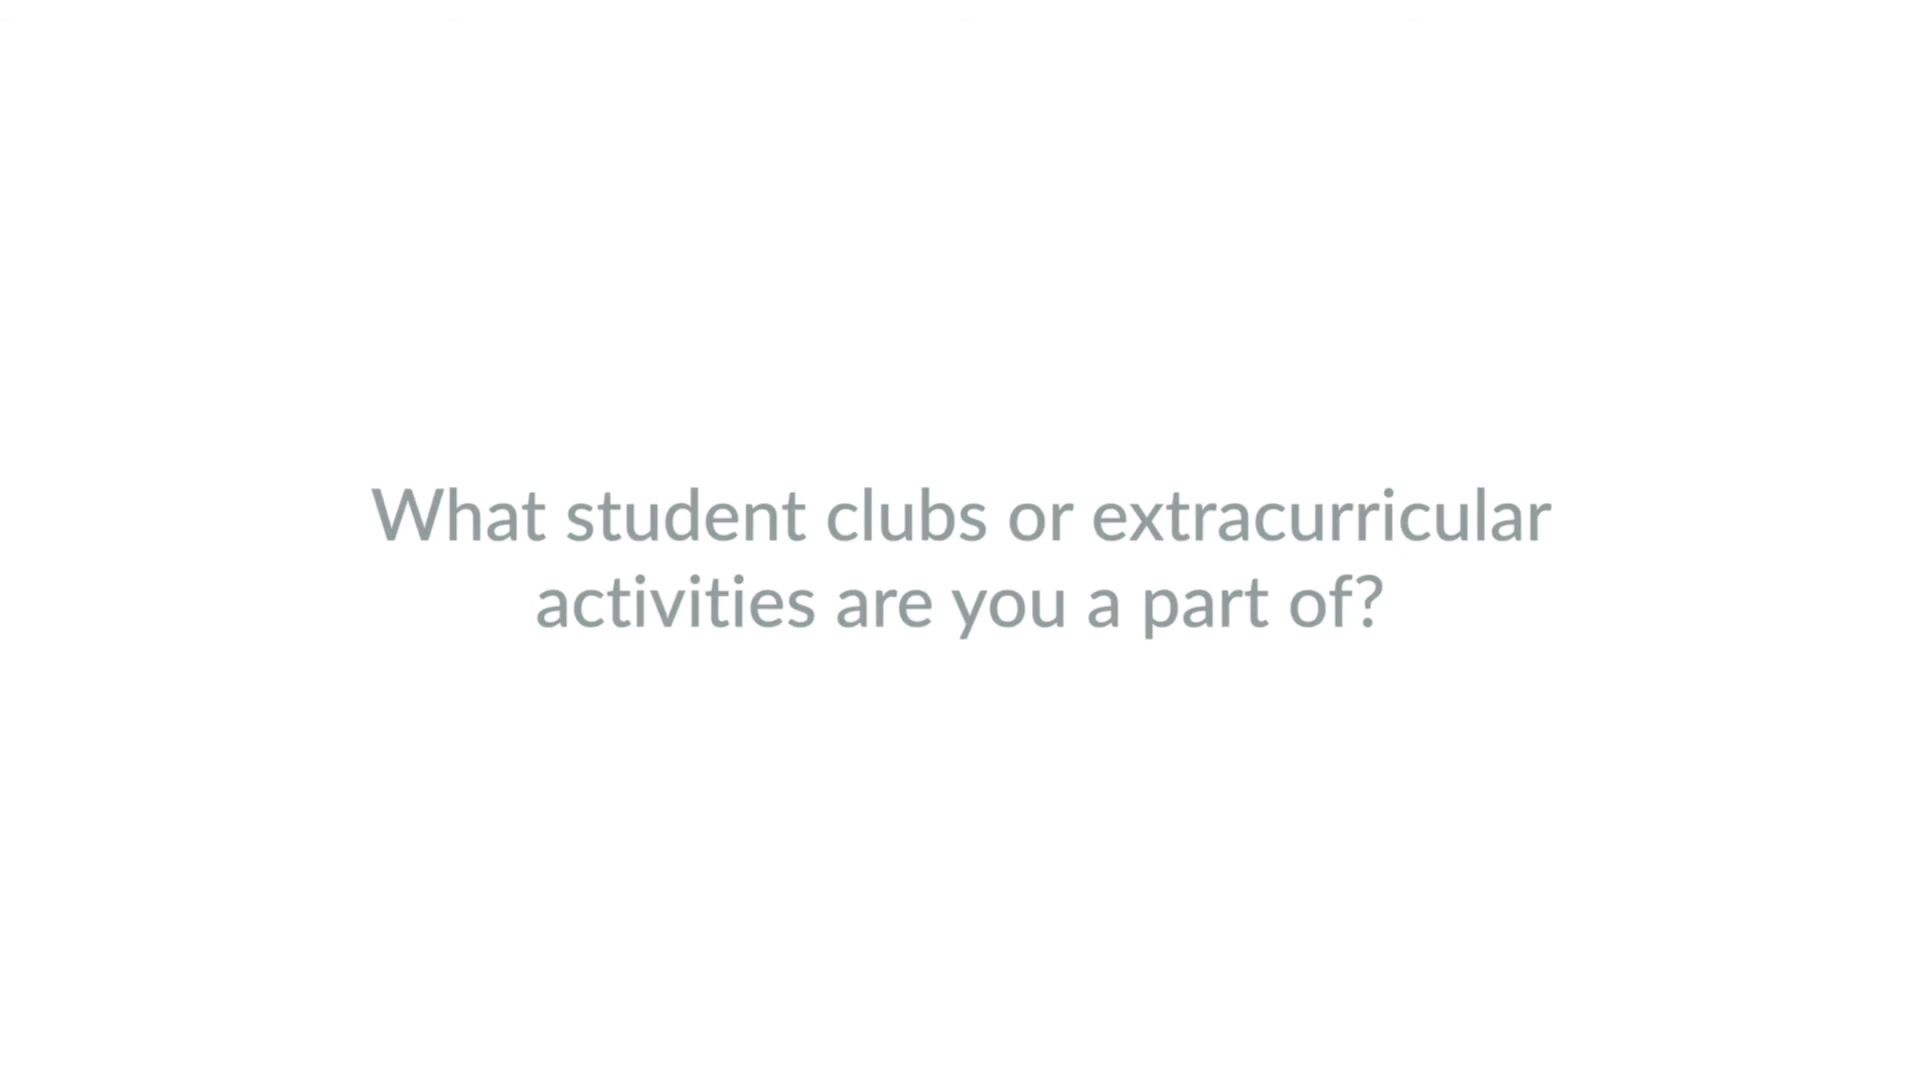 What student clubs or extracurricular
activities are you a part of?